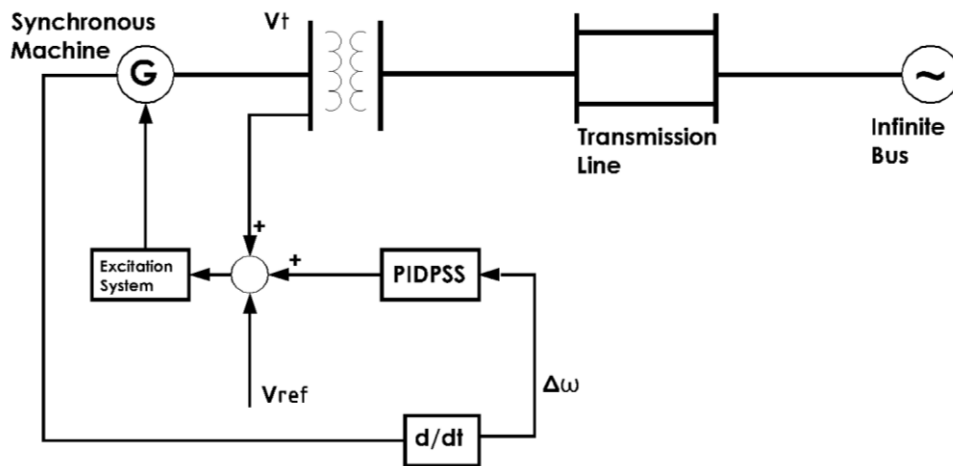 Synchronous
Machine
G
Vt
~
Transmission
Line
Infinite
Bus
+
+
Excitation
System
PIDPSS
Vref
Δω
d/dt